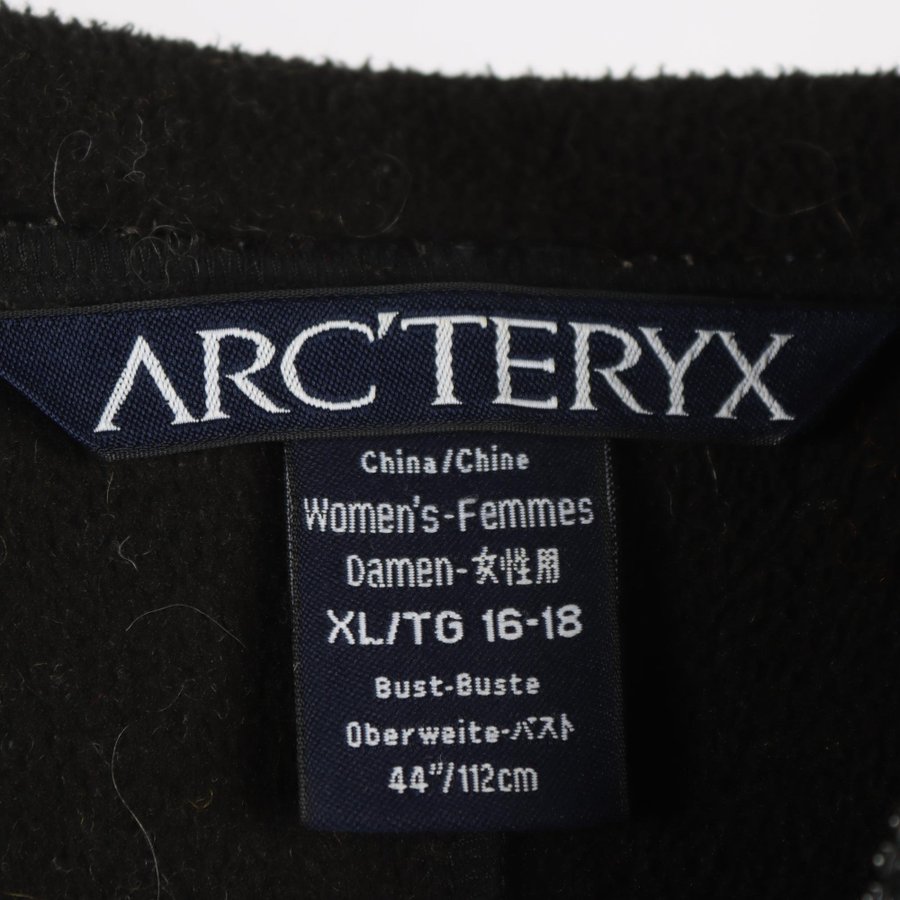 ARC'TERYX
China/Chine
Women's-Femmes
Damen-女性用
XL/TG 16-18
Bust-Buste
Oberweite-バスト
44"/112cm